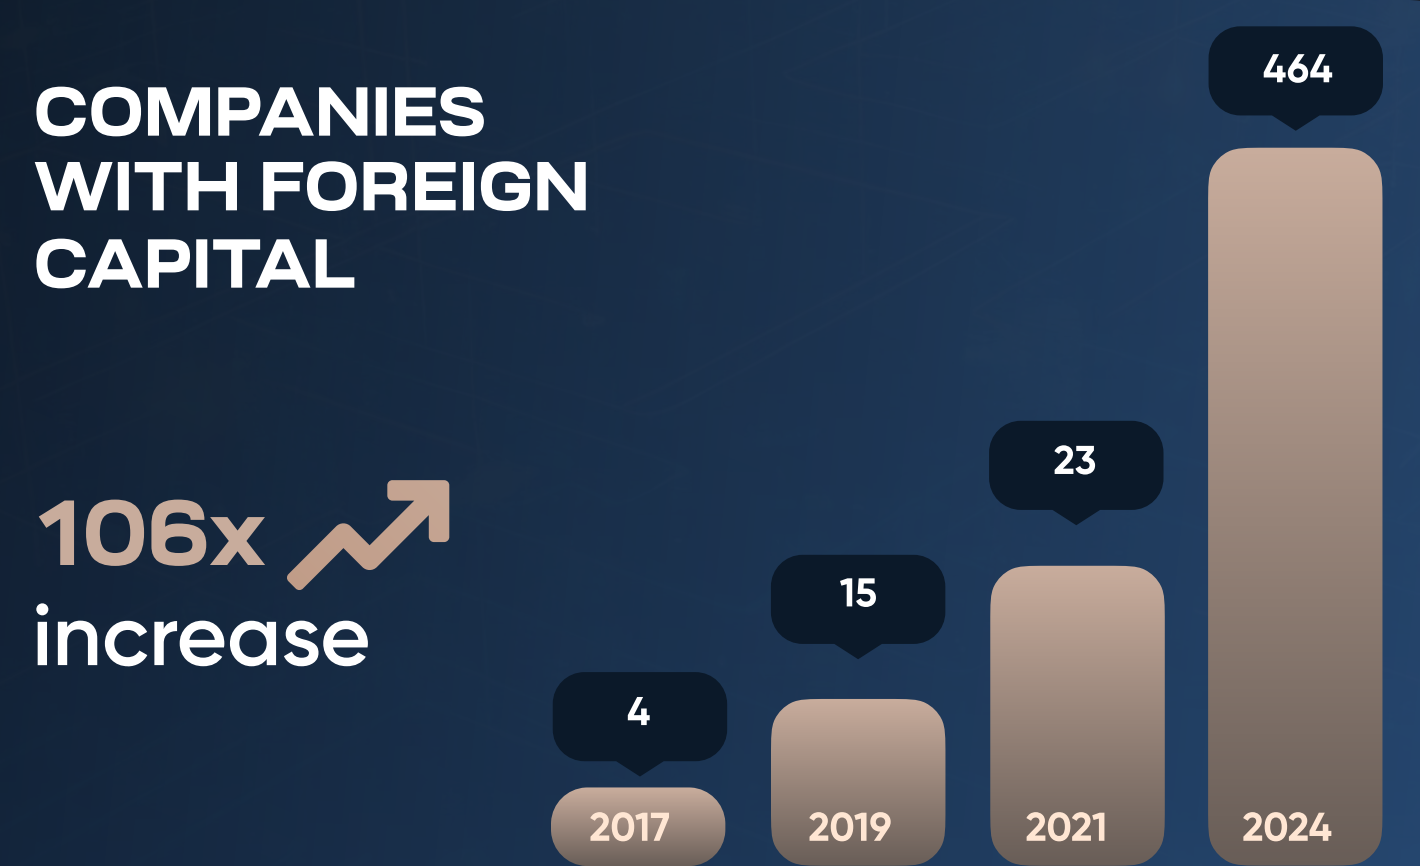 COMPANIES
WITH FOREIGN
CAPITAL
106x
increase
4
15
23
464
2017
2019
2021
2024